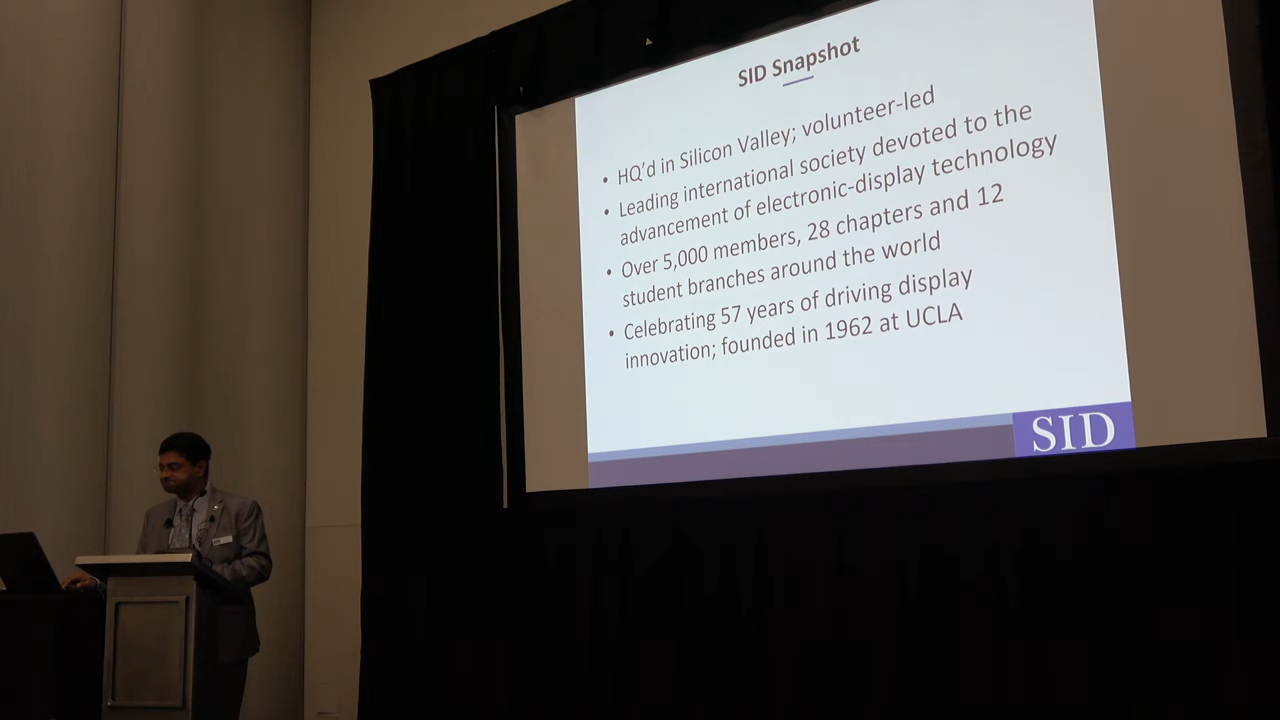 SID Snapshot
• HQ'd in Silicon Valley; volunteer-led
• Leading international society devoted to the
advancement of electronic-display technology
• Over 5,000 members, 28 chapters and 12
student branches around the world
• Celebrating 57 years of driving display
innovation; founded in 1962 at UCLA
SID